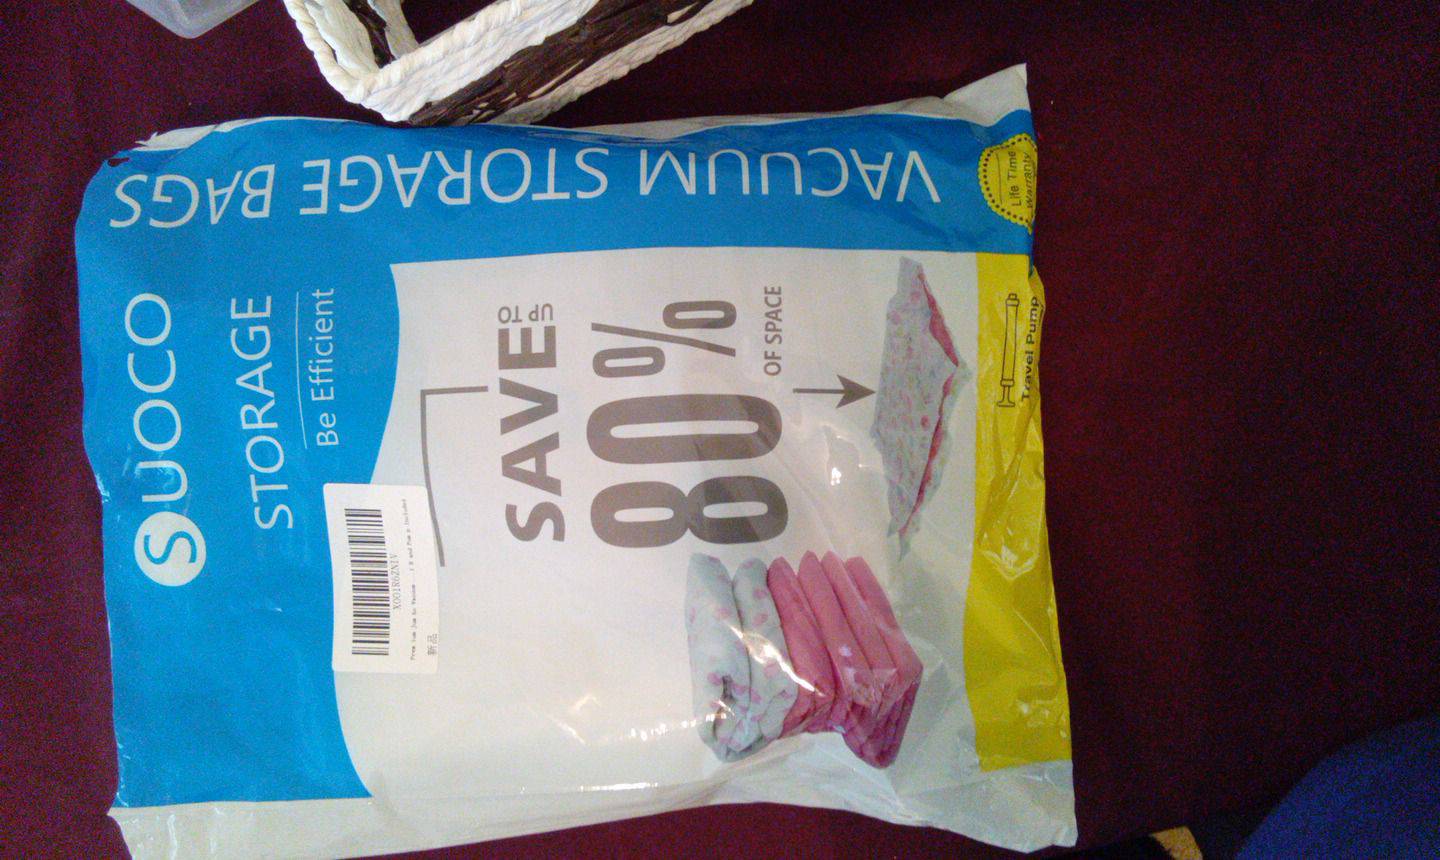 SUOCO
STORAGE
Be Efficient
VACUUM STORAGE BAGS
Life Time
Warranty
SAVE UP TO
80%
OF SPACE
Travel Pump
X001R6ZN1V
新品